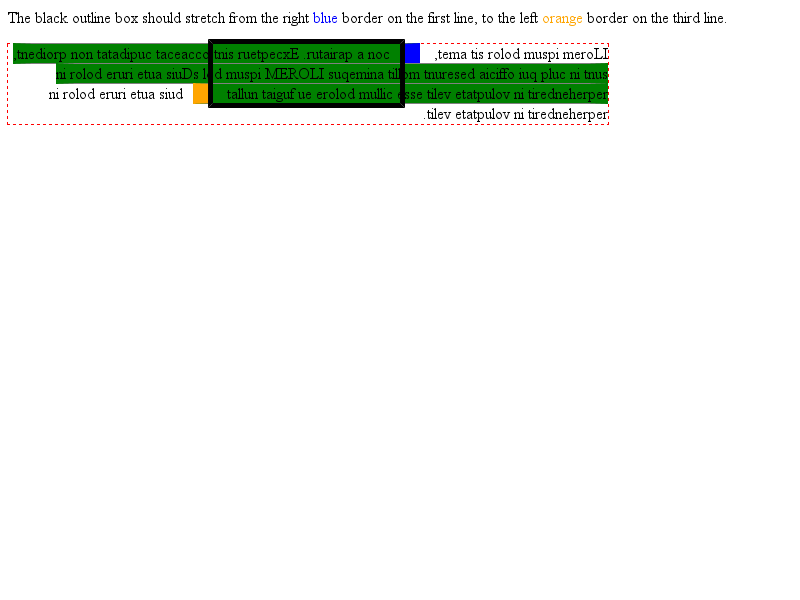 The black outline box should stretch from the right blue border on the first line, to the left orange border on the third line.
,tnediorp non tatadipuc taceacco tnis ruetpecxE .rutairap a noc ,tema tis rolod muspi meroLI
ni rolod eruri etua siuDs lod muspi MEROLI suqemina tillom tnuresed aiciffo iuq pluc ni tnus
ni rolod eruri etua siud tallun taiguf ue erolod mullic esse tilev etatpulov ni tiredneherper
.tilev etatpulov ni tiredneherper